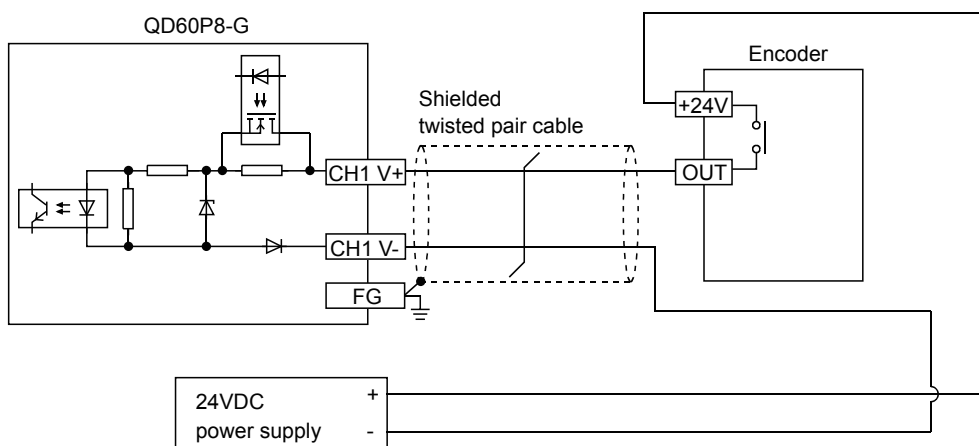 QD60P8-G
Encoder
Shielded
twisted pair cable
+24V
CH1 V+
OUT
CH1 V-
FG
24VDC
power supply
+
-